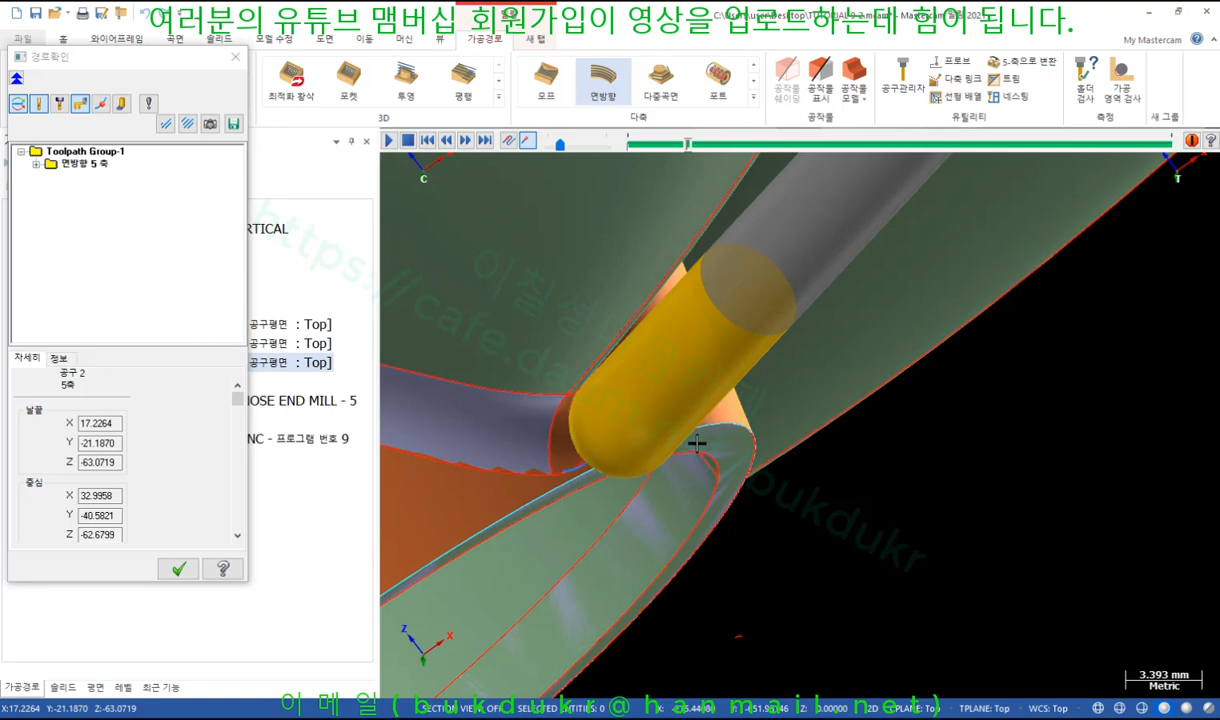 여러분의 유튜브 맴버십 회원가입이 영상을 업로드하는데 힘이 됩니다.
My Mastercam
파일
홈
와이어프레임
곡면
솔리드
모델 수정
도면
이동
머신
뷰
가공경로
새 탭
경로확인
최적화 황삭
포켓
투영
평행
모프
면방향
다중곡면
포트
공작물 쉐이딩
공작물 표시
공작물 모델
공구관리자
프로브
다축 링크
선형 배열
5-축으로 변환
트림
네스팅
홀더 검사
가공 영역 검사
3D
다축
공작물
유틸리티
측정
새 그룹
Toolpath Group-1
면방향 5 축
RTICAL
공구평면 : Top]
공구평면 : Top]
공구평면 : Top]
NOSE END MILL - 5
NC - 프로그램 번호 9
자세히
정보
공구 2
5축
날끝
X 17.2264
Y -21.1870
Z -63.0719
중심
X 32.9958
Y -40.5821
Z -62.6799
C
T
Z
X
3.393 mm
Metric
가공경로
솔리드
평면
레벨
최근 기능
이 메 일 ( b u k d u k r @ h a n m a i l . n e t )
X:17.2264 Y:-21.1870 Z:-63.0719
SECTION VIEW: OFF
SELECTED ENTITIES: 0
TPLANE: Top
WCS: Top